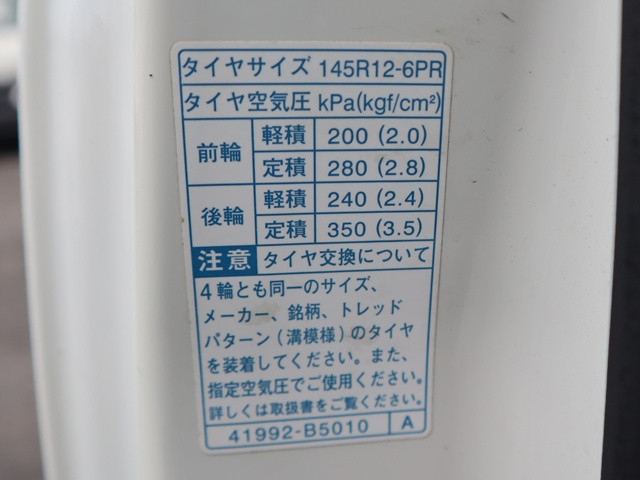 タイヤサイズ 145R12-6PR
タイヤ空気圧 kPa(kgf/cm²)
前輪 軽積 200 (2.0)
定積 280 (2.8)
後輪 軽積 240 (2.4)
定積 350 (3.5)
注意 タイヤ交換について
4輪とも同一のサイズ、
メーカー、銘柄、トレッド
パターン(溝模様)のタイヤ
を装着してください。また、
指定空気圧でご使用ください。
詳しくは取扱書をご覧ください。
41992-B5010 A